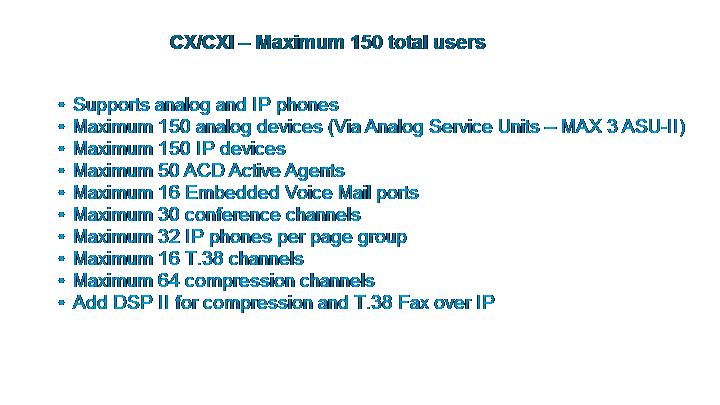 CX/CXI – Maximum 150 total users
• Supports analog and IP phones
• Maximum 150 analog devices (Via Analog Service Units – MAX 3 ASU-II)
• Maximum 150 IP devices
• Maximum 50 ACD Active Agents
• Maximum 16 Embedded Voice Mail ports
• Maximum 30 conference channels
• Maximum 32 IP phones per page group
• Maximum 16 T.38 channels
• Maximum 64 compression channels
• Add DSP II for compression and T.38 Fax over IP